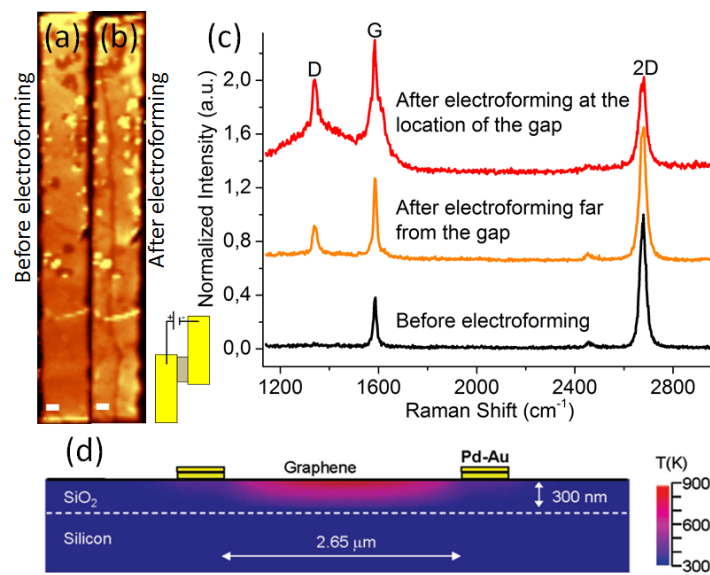 (a) (b)
Before electroforming
After electroforming
+ -
(c)
Normalized Intensity (a.u.)
2,0
1,6
1,2
0,8
0,4
0,0
D
G
2D
After electroforming at the
location of the gap
After electroforming far
from the gap
Before electroforming
1200 1600 2000 2400 2800
Raman Shift (cm⁻¹)
(d)
Graphene
Pd-Au
SiO₂
300 nm
Silicon
2.65 μm
T(K)
900
600
300